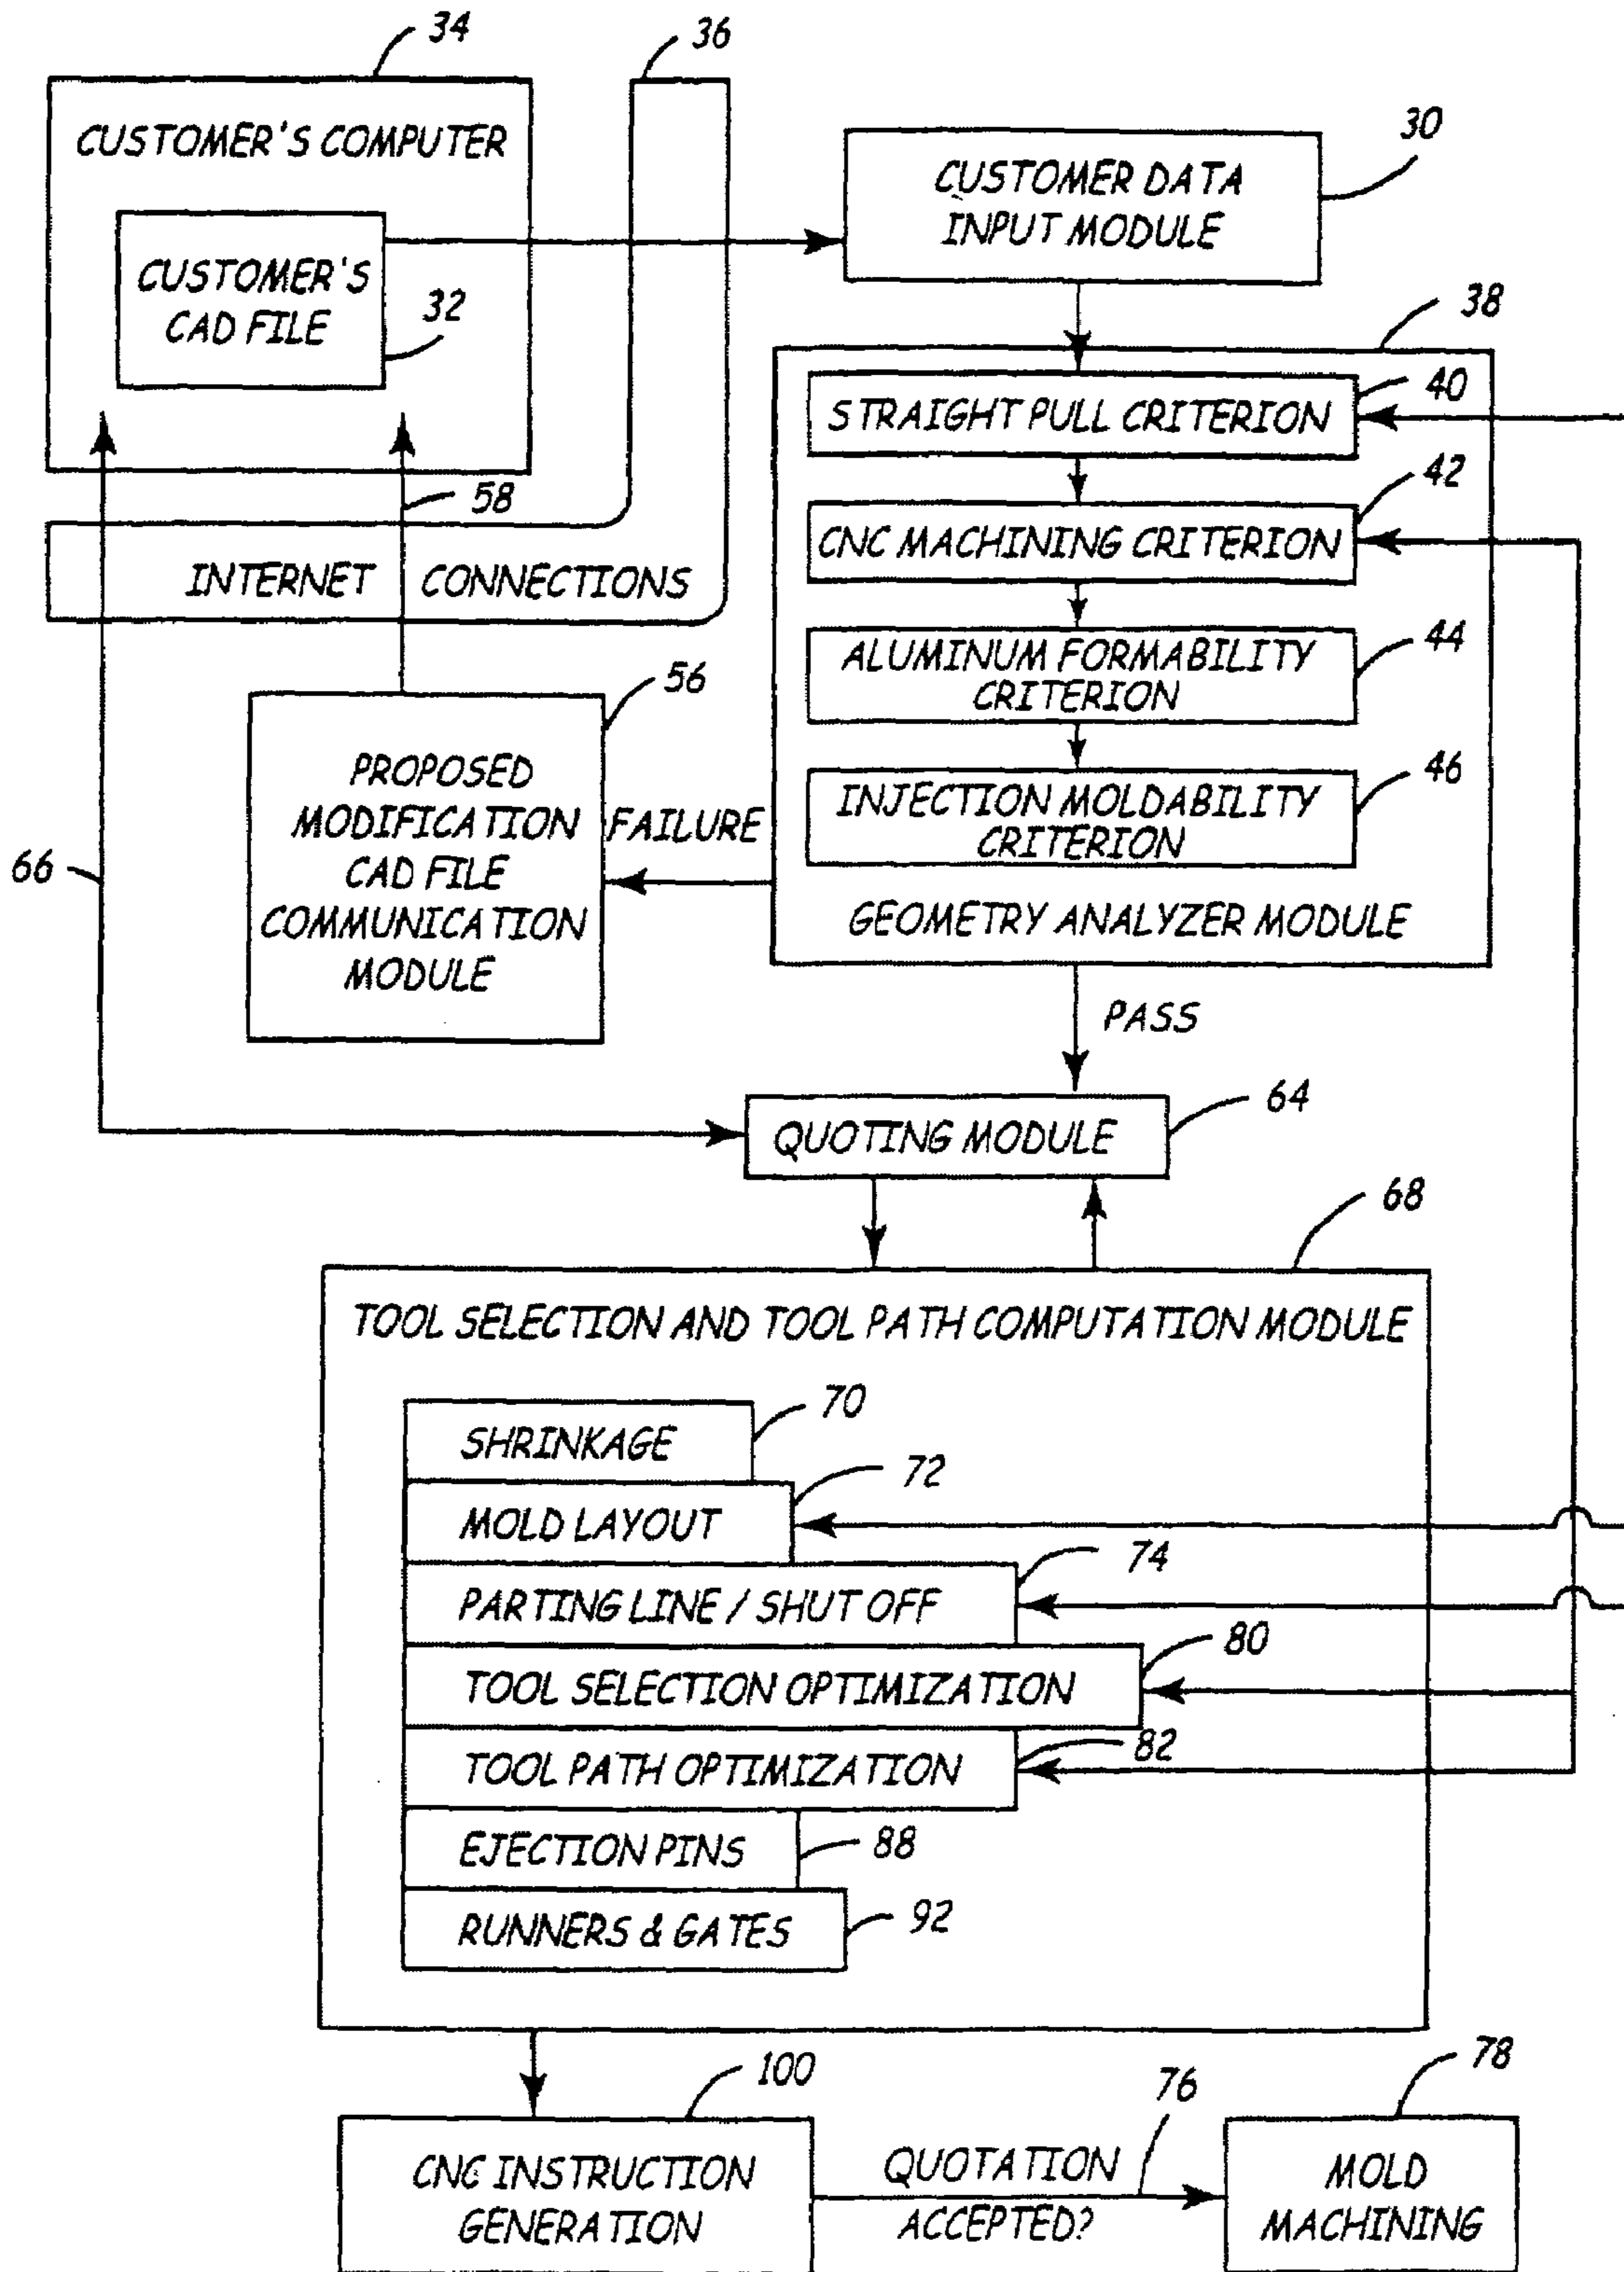 34
36
CUSTOMER'S COMPUTER
30
CUSTOMER DATA
INPUT MODULE
CUSTOMER'S
CAD FILE
32
38
STRAIGHT PULL CRITERION
40
42
CNC MACHINING CRITERION
58
INTERNET CONNECTIONS
ALUMINUM FORMABILITY
CRITERION
44
56
INJECTION MOLDABILITY
CRITERION
46
PROPOSED
MODIFICATION
CAD FILE
COMMUNICATION
MODULE
FAILURE
66
GEOMETRY ANALYZER MODULE
PASS
QUOTING MODULE
64
68
TOOL SELECTION AND TOOL PATH COMPUTATION MODULE
SHRINKAGE
70
MOLD LAYOUT
72
PARTING LINE / SHUT OFF
74
TOOL SELECTION OPTIMIZATION
80
TOOL PATH OPTIMIZATION
82
EJECTION PINS
88
RUNNERS & GATES
92
100
76
78
CNC INSTRUCTION
GENERATION
QUOTATION
ACCEPTED?
MOLD
MACHINING